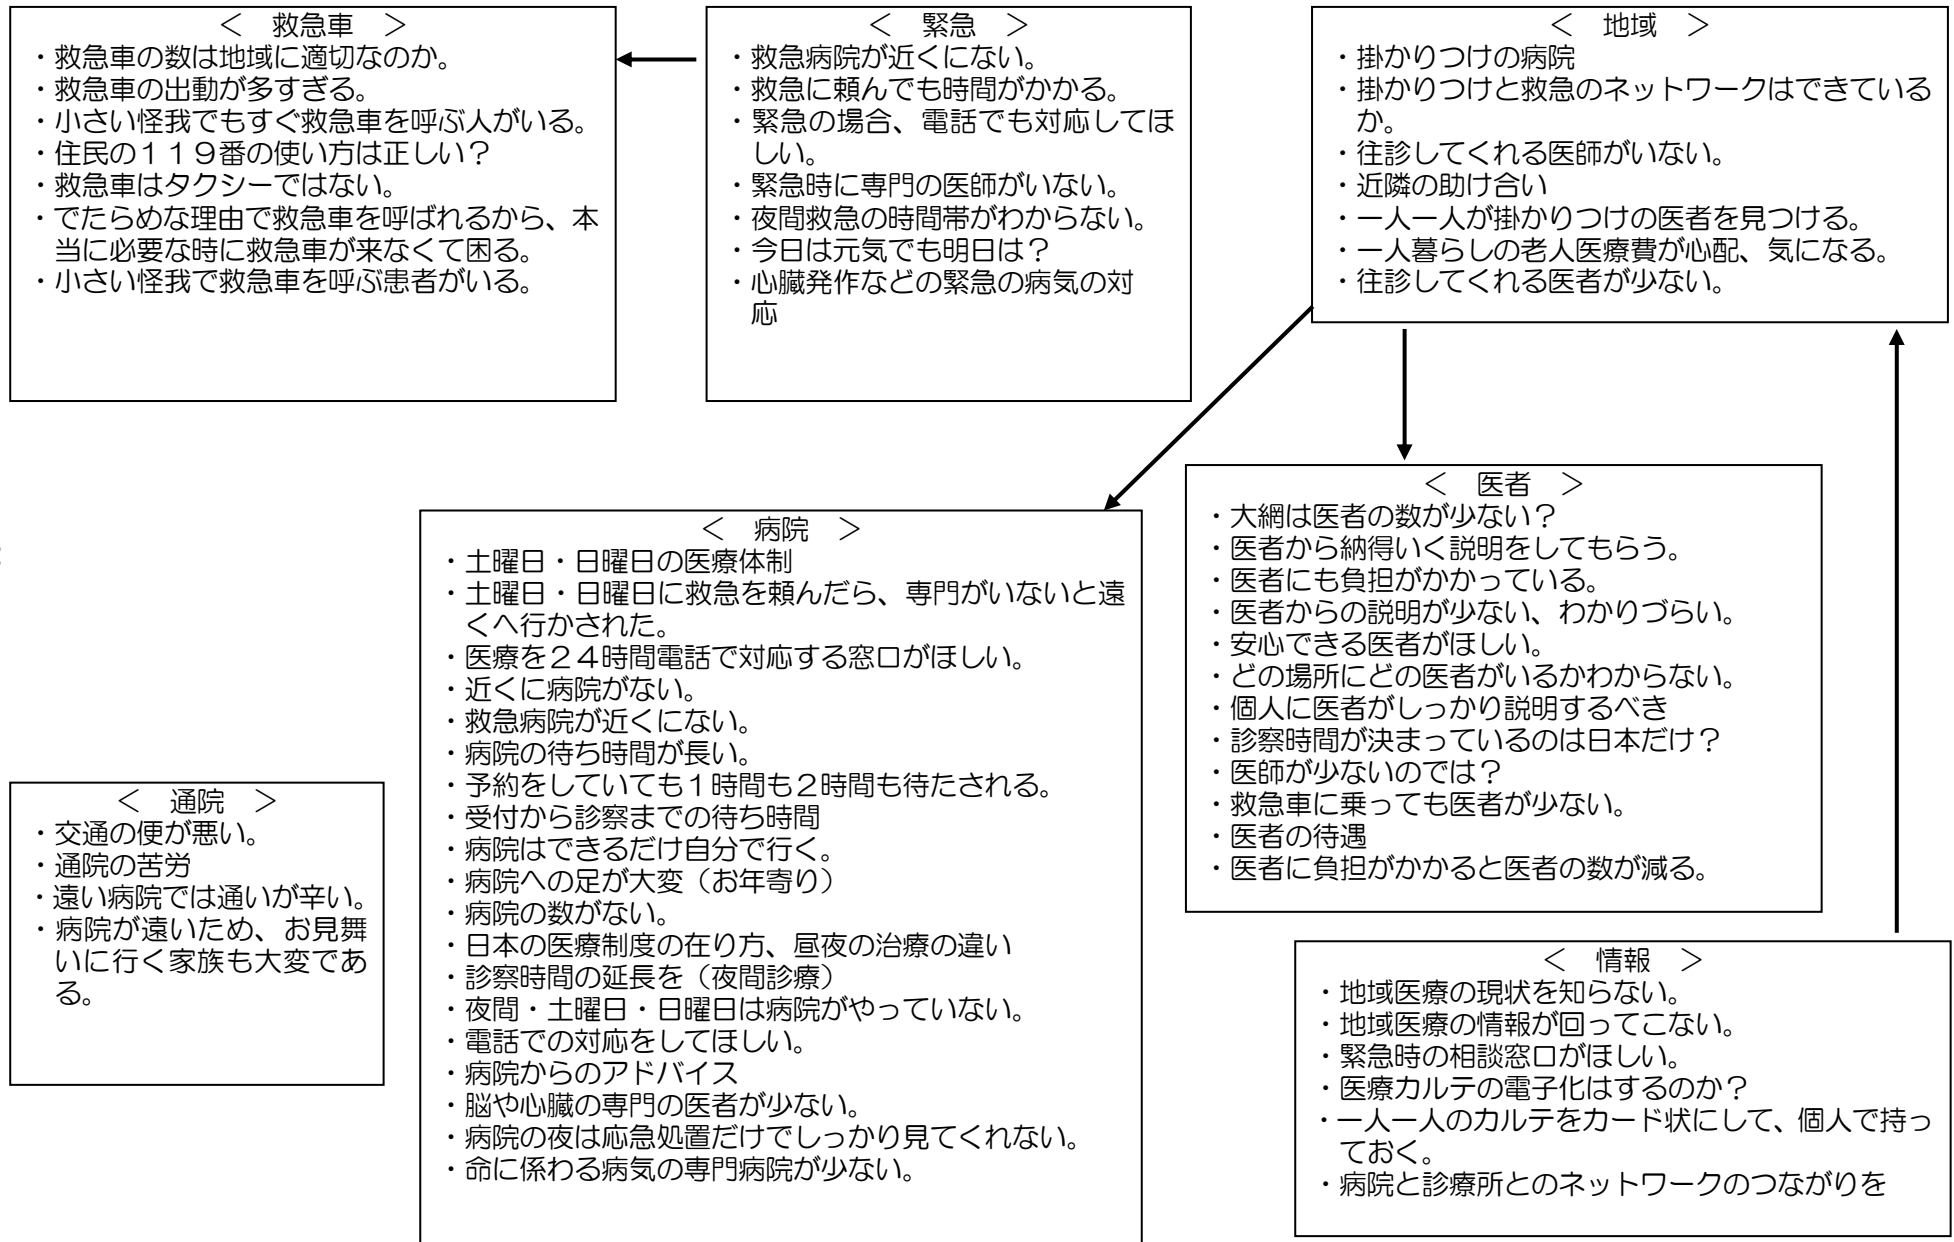 ＜　救急車　＞
・救急車の数は地域に適切なのか。
・救急車の出動が多すぎる。
・小さい怪我でもすぐ救急車を呼ぶ人がいる。
・住民の１１９番の使い方は正しい？
・救急車はタクシーではない。
・でたらめな理由で救急車を呼ばれるから、本
当に必要な時に救急車が来なくて困る。
・小さい怪我で救急車を呼ぶ患者がいる。
＜　緊急　＞
・救急病院が近くにない。
・救急に頼んでも時間がかかる。
・緊急の場合、電話でも対応してほ
しい。
・緊急時に専門の医師がいない。
・夜間救急の時間帯がわからない。
・今日は元気でも明日は？
・心臓発作などの緊急の病気の対
応
＜　地域　＞
・掛かりつけの病院
・掛かりつけと救急のネットワークはできている
か。
・往診してくれる医師がいない。
・近隣の助け合い
・一人一人が掛かりつけの医者を見つける。
・一人暮らしの老人医療費が心配、気になる。
・往診してくれる医者が少ない。
＜　医者　＞
・大網は医者の数が少ない？
・医者から納得いく説明をしてもらう。
・医者にも負担がかかっている。
・医者からの説明が少ない、わかりづらい。
・安心できる医者がほしい。
・どの場所にどの医者がいるかわからない。
・個人に医者がしっかり説明するべき
・診察時間が決まっているのは日本だけ？
・医師が少ないのでは？
・救急車に乗っても医者が少ない。
・医者の待遇
・医者に負担がかかると医者の数が減る。
＜　病院　＞
・土曜日・日曜日の医療体制
・土曜日・日曜日に救急を頼んだら、専門がいないと遠
くへ行かされた。
・医療を２４時間電話で対応する窓口がほしい。
・近くに病院がない。
・救急病院が近くにない。
・病院の待ち時間が長い。
・予約をしていても１時間も２時間も待たされる。
・受付から診察までの待ち時間
・病院はできるだけ自分で行く。
・病院への足が大変（お年寄り）
・病院の数がない。
・日本の医療制度の在り方、昼夜の治療の違い
・診察時間の延長を（夜間診療）
・夜間・土曜日・日曜日は病院がやっていない。
・電話での対応をしてほしい。
・病院からのアドバイス
・脳や心臓の専門の医者が少ない。
・病院の夜は応急処置だけでしっかり見てくれない。
・命に係わる病気の専門病院が少ない。
＜　通院　＞
・交通の便が悪い。
・通院の苦労
・遠い病院では通いが辛い。
・病院が遠いため、お見舞
いに行く家族も大変であ
る。
＜　情報　＞
・地域医療の現状を知らない。
・地域医療の情報が回ってこない。
・緊急時の相談窓口がほしい。
・医療カルテの電子化はするのか？
・一人一人のカルテをカード状にして、個人で持っ
ておく。
・病院と診療所とのネットワークのつながりを